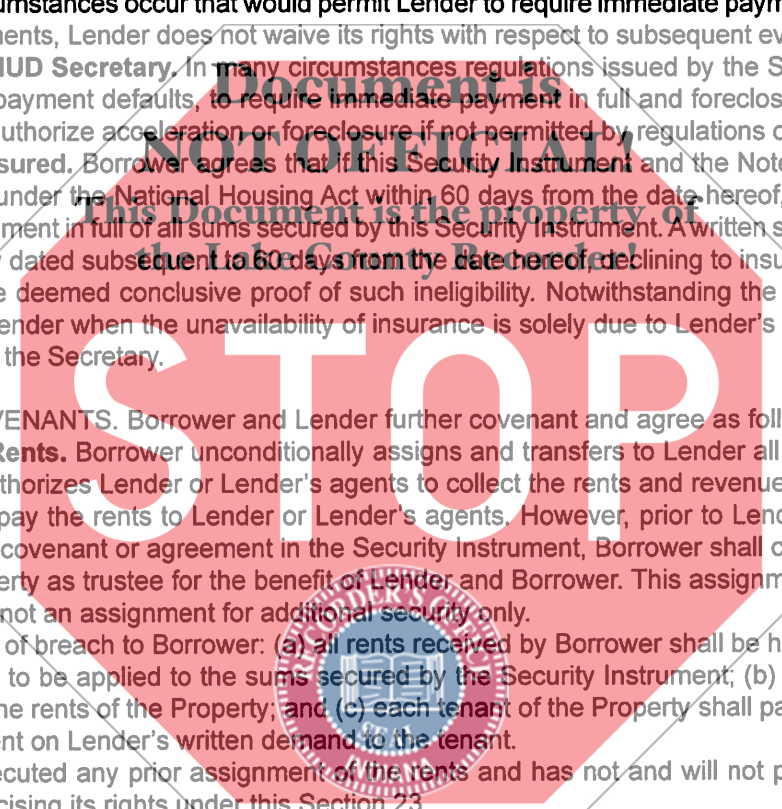 umstances occur that would permit Lender to require immediate paym
nents, Lender does not waive its rights with respect to subsequent ev
HUD Secretary. In many circumstances regulations issued by the S
payment defaults, to require immediate payment in full and foreclos
uthorize acceleration or foreclosure if not permitted by regulations o
sured. Borrower agrees that if this Security Instrument and the Note
under the National Housing Act within 60 days from the date hereof,
ment in full of all sums secured by this Security Instrument. A written s
dated subsequent to 60 days from the date hereof, declining to insu
e deemed conclusive proof of such ineligibility. Notwithstanding the
ender when the unavailability of insurance is solely due to Lender's
the Secretary.
Document is
NOT OFFICIAL!
This Document is the property of
the Lake County Recorder!
STOP
VENANTS. Borrower and Lender further covenant and agree as foll
Rents. Borrower unconditionally assigns and transfers to Lender all
thorizes Lender or Lender's agents to collect the rents and revenue
pay the rents to Lender or Lender's agents. However, prior to Lend
covenant or agreement in the Security Instrument, Borrower shall c
erty as trustee for the benefit of Lender and Borrower. This assignm
not an assignment for additional security only.
of breach to Borrower: (a) all rents received by Borrower shall be h
to be applied to the sums secured by the Security Instrument; (b)
he rents of the Property; and (c) each tenant of the Property shall pa
nt on Lender's written demand to the tenant.
ecuted any prior assignment of the rents and has not and will not p
cising its rights under this Section 23.
SEAL